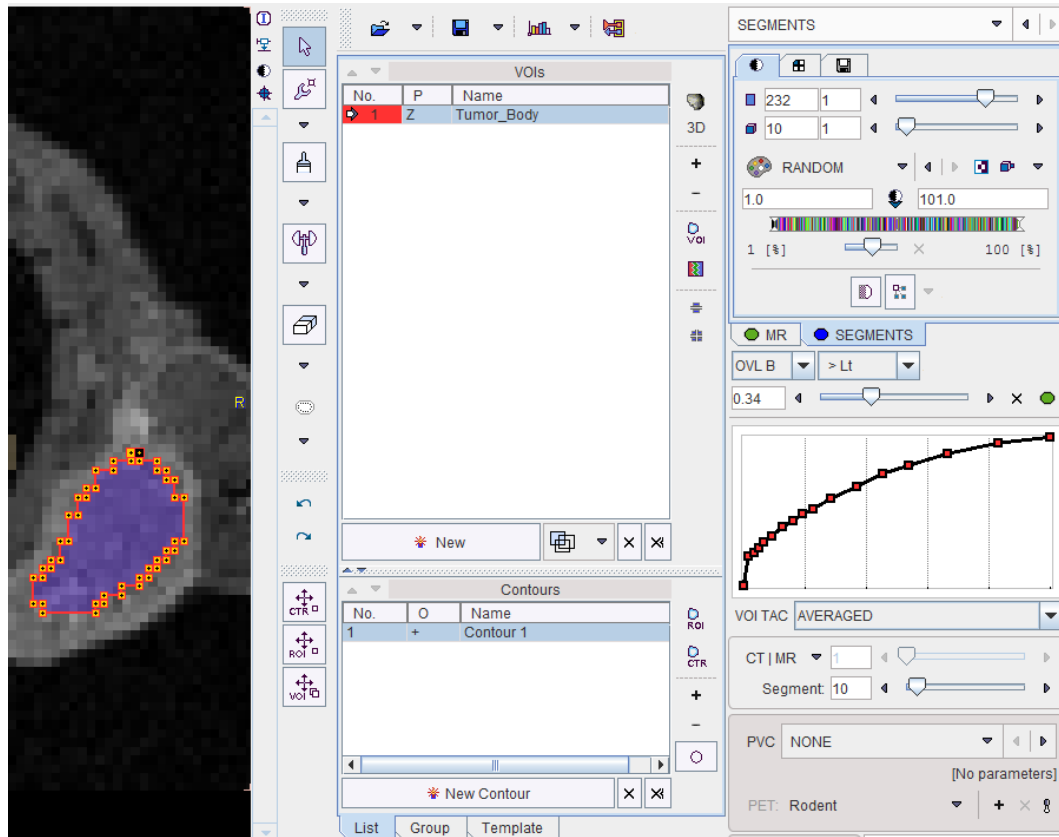 SEGMENTS
VOIs
No. P Name
1 Z Tumor_Body
3D
VOI
New
Contours
No. O Name
1 + Contour 1
CTR
ROI
VOI
ROI
CTR
New Contour
List Group Template
R
232 1
10 1
RANDOM
1.0 101.0
1 [%] 100 [%]
MR SEGMENTS
OVL B > Lt
0.34
VOI TAC AVERAGED
CT | MR 1
Segment: 10
PVC NONE
[No parameters]
PET: Rodent